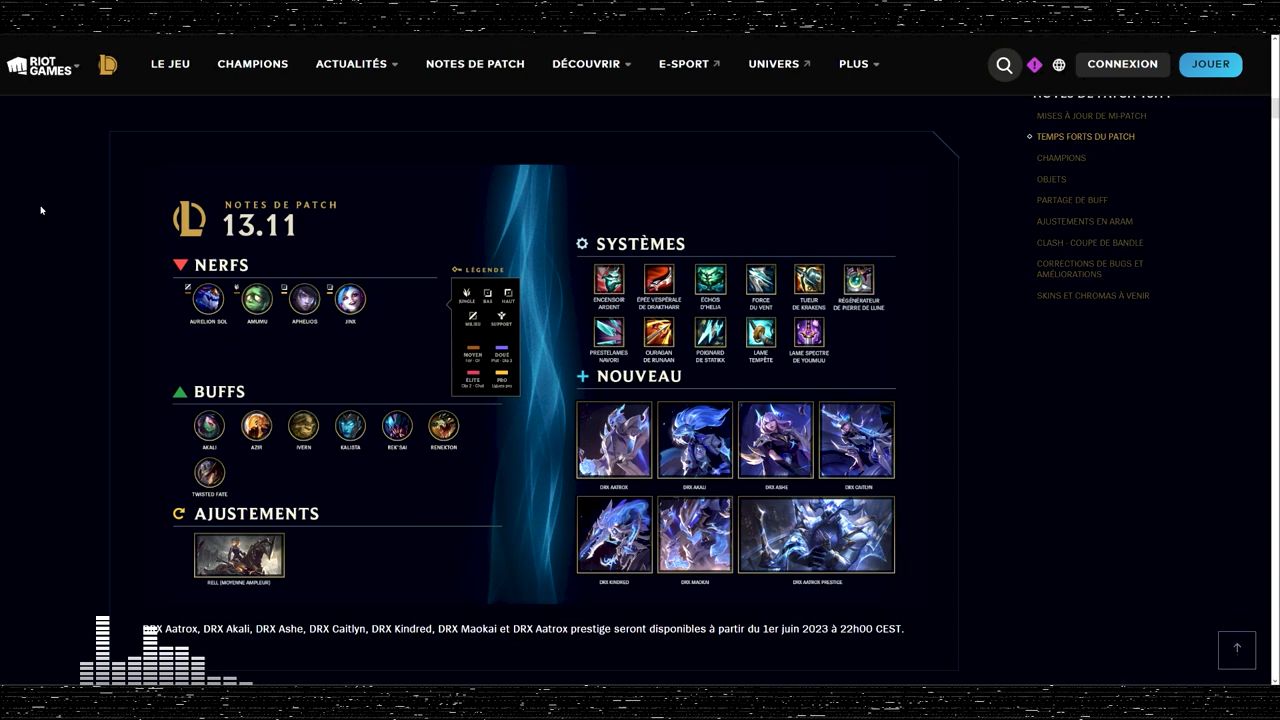 RIOT
GAMES
LE JEU
CHAMPIONS
ACTUALITÉS
NOTES DE PATCH
DÉCOUVRIR
E-SPORT
UNIVERS
PLUS
CONNEXION
JOUER
MISES À JOUR DE MI-PATCH
TEMPS FORTS DU PATCH
CHAMPIONS
OBJETS
PARTAGE DE BUFF
AJUSTEMENTS EN ARAM
CLASH - COUPE DE BANDLE
CORRECTIONS DE BUGS ET
AMÉLIORATIONS
SKINS ET CHROMAS À VENIR
NOTES DE PATCH
13.11
NERFS
AURELION SOL
AMUMU
APHELIOS
JINX
LÉGENDE
JUNGLE
BAS
HAUT
MILIEU
SUPPORT
MOYEN
DOUÉ
ÉLITE
PRO
BUFFS
AKALI
AZIR
IVERN
KALISTA
REK'SAI
RENEKTON
TWISTED FATE
AJUSTEMENTS
RELL (MOYENNE AMPLEUR)
SYSTÈMES
ENCENSOIR
ARDENT
ÉPÉE VESPÉRALE
DE DRAKTHARR
ÉCHOS
D'HELIA
FORCE
DU VENT
TUEUR
DE KRAKENS
RÉGÉNÉRATEUR
DE PIERRE DE LUNE
PRESTELAMES
NAVORI
OURAGAN
DE RUNAAN
POIGNARD
DE STATIKK
LAME
TEMPÊTE
LAME SPECTRE
DE YOUMUU
NOUVEAU
DRX AATROX
DRX AKALI
DRX ASHE
DRX CAITLYN
DRX KINDRED
DRX MAOKAI
DRX AATROX PRESTIGE
DRX Aatrox, DRX Akali, DRX Ashe, DRX Caitlyn, DRX Kindred, DRX Maokai et DRX Aatrox prestige seront disponibles à partir du 1er juin 2023 à 22h00 CEST.